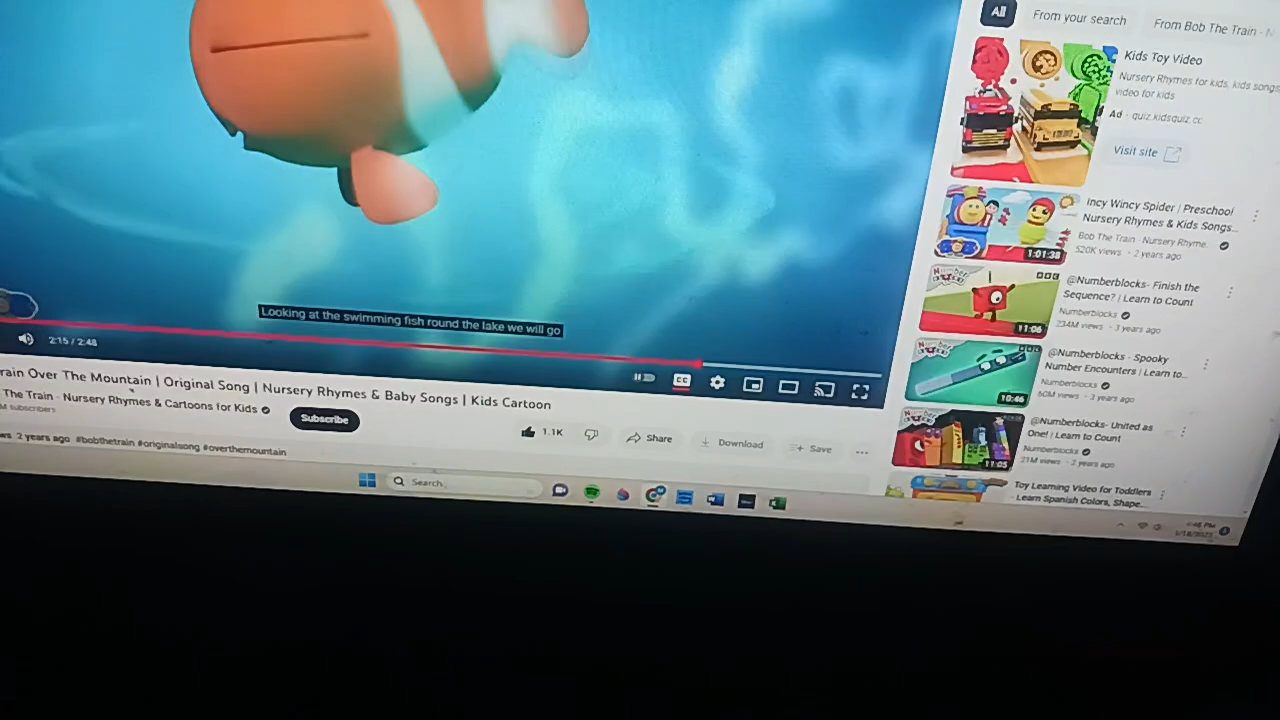 All
From your search
From Bob The Train - N
Kids Toy Video
Nursery Rhymes for kids, kids songs
video for kids
Ad · quiz.kidsquiz.cc
Visit site
Incy Wincy Spider | Preschool
Nursery Rhymes & Kids Songs...
Bob The Train - Nursery Rhyme.
520K views · 2 years ago
1:01:38
@Numberblocks- Finish the
Sequence? | Learn to Count
Numberblocks
234M views · 3 years ago
11:06
@Numberblocks - Spooky
Number Encounters | Learn to...
Numberblocks
60M views · 3 years ago
10:46
@Numberblocks- United as
One! | Learn to Count
Numberblocks
21M views · 2 years ago
11:05
Toy Learning Video for Toddlers
- Learn Spanish Colors, Shape...
Looking at the swimming fish round the lake we will go
2:15 / 2:48
CC
rain Over The Mountain | Original Song | Nursery Rhymes & Baby Songs | Kids Cartoon
The Train - Nursery Rhymes & Cartoons for Kids
M subscribers
Subscribe
1.1K
Share
Download
Save
ws 2 years ago #bobthetrain #originalsong #overthemountain
Search